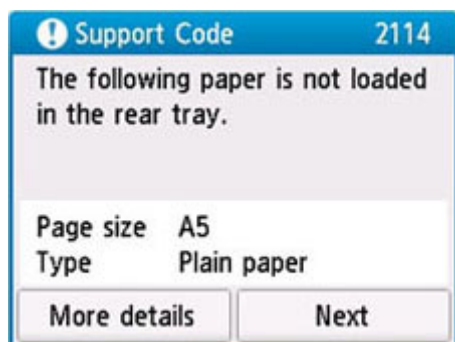 Support Code 2114
The following paper is not loaded
in the rear tray.
Page size A5
Type Plain paper
More details Next